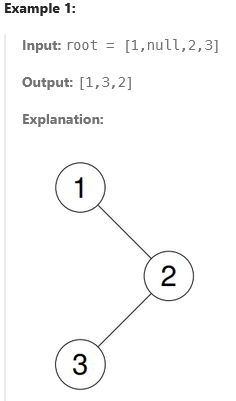 Example 1:
Input: root = [1,null,2,3]
Output: [1,3,2]
Explanation:
1
2
3